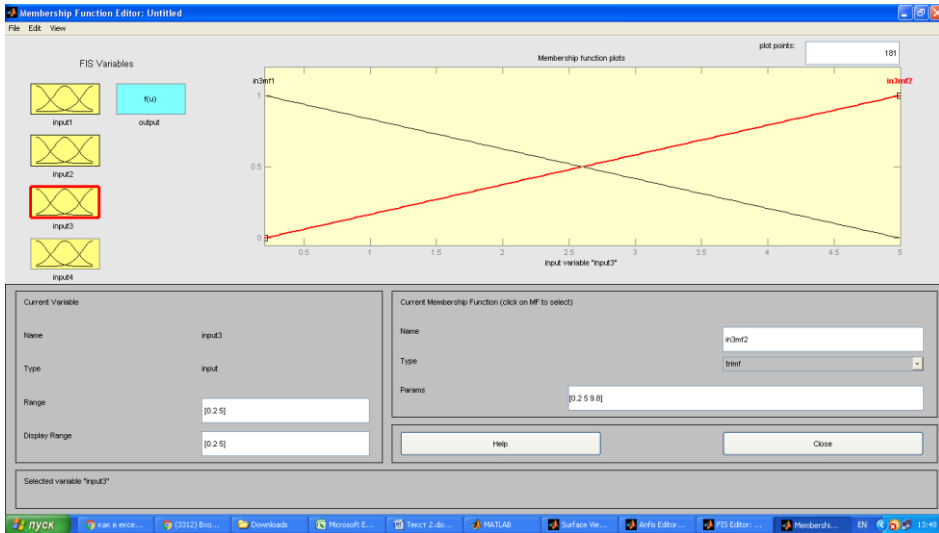 Membership Function Editor: Untitled
File Edit View
FIS Variables
input1
f(u)
output
input2
input3
input4
plot points:
181
Membership function plots
in3mf1
in3mf2
1
0.5
0
0.5 1 1.5 2 2.5 3 3.5 4 4.5 5
input variable "input3"
Current Variable
Name input3
Type input
Range [0.2 5]
Display Range [0.2 5]
Current Membership Function (click on MF to select)
Name in3mf2
Type trimf
Params [0.2 5 9.8]
Help Close
Selected variable "input3"
пуск как в ексе... (3312) Вхо... Downloads Microsoft E... Текст 2.do... MATLAB Surface Vie... Anfis Editor... FIS Editor: ... Membershi... EN 13:48